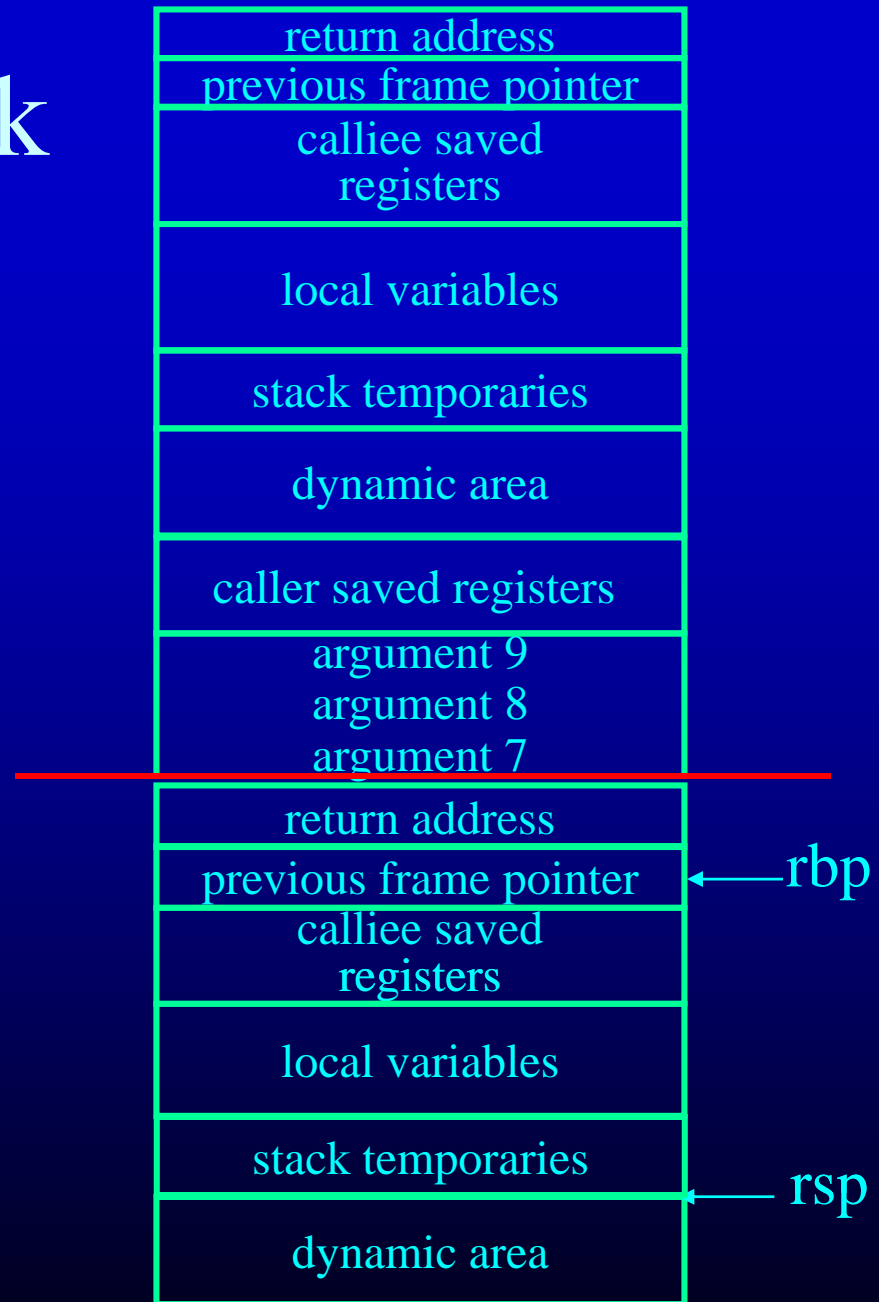 k
return address
previous frame pointer
calliee saved
registers
local variables
stack temporaries
dynamic area
caller saved registers
argument 9
argument 8
argument 7
return address
previous frame pointer
rbp
calliee saved
registers
local variables
stack temporaries
rsp
dynamic area